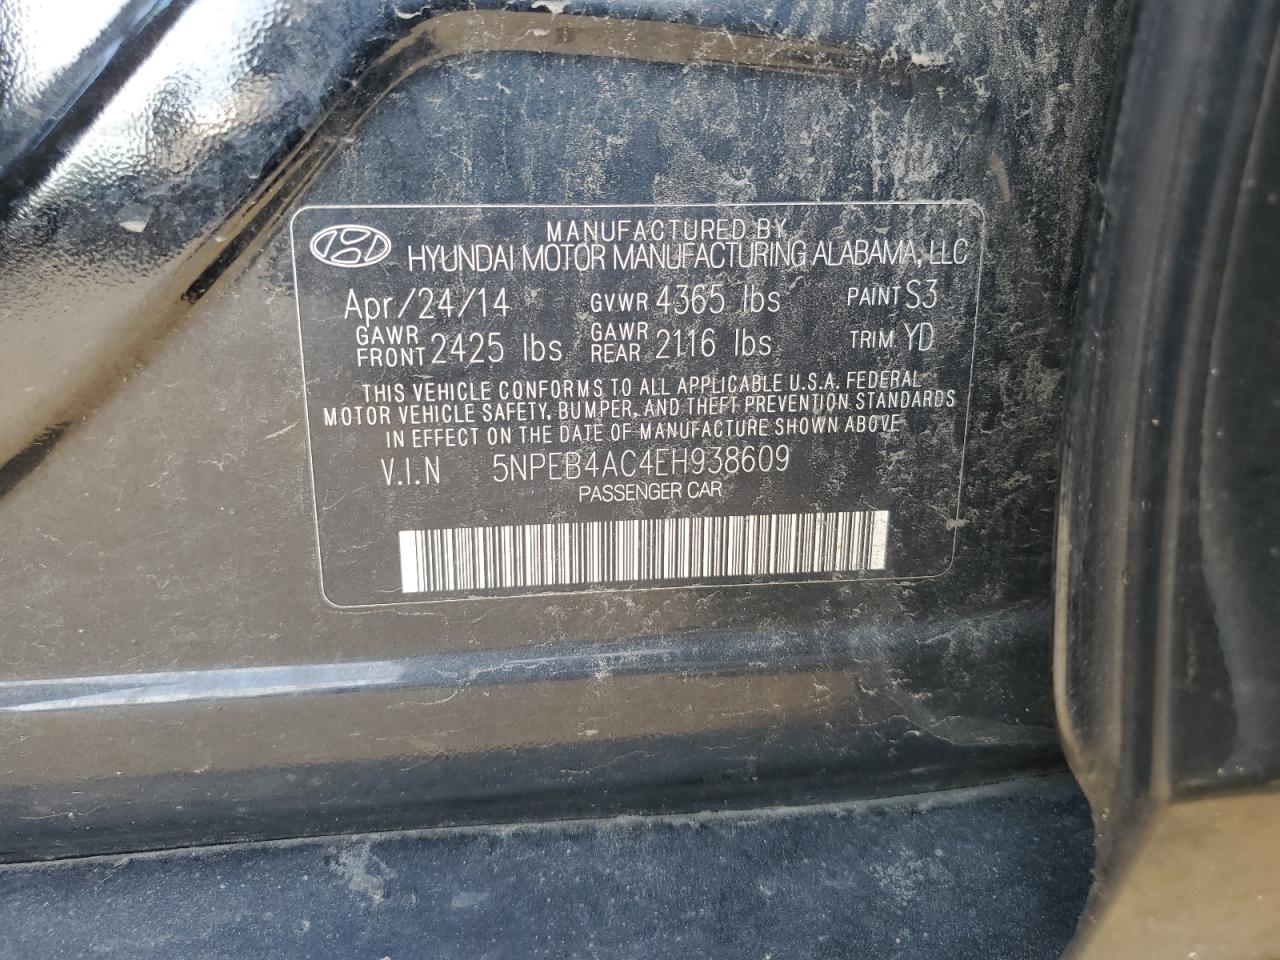 MANUFACTURED BY
HYUNDAI MOTOR MANUFACTURING ALABAMA, LLC
Apr/24/14 GVWR 4365 lbs PAINT S3
GAWR FRONT 2425 lbs GAWR REAR 2116 lbs TRIM YD
THIS VEHICLE CONFORMS TO ALL APPLICABLE U.S.A. FEDERAL
MOTOR VEHICLE SAFETY, BUMPER, AND THEFT PREVENTION STANDARDS
IN EFFECT ON THE DATE OF MANUFACTURE SHOWN ABOVE
V.I.N 5NPEB4AC4EH938609
PASSENGER CAR